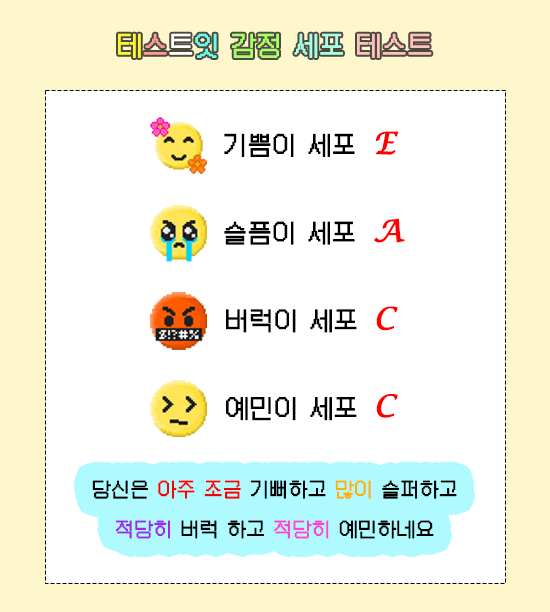 테스트잇 감정 세포 테스트
기쁨이 세포 E
슬픔이 세포 A
버럭이 세포 C
&!?#%
예민이 세포 C
당신은 아주 조금 기뻐하고 많이 슬퍼하고
적당히 버럭 하고 적당히 예민하네요